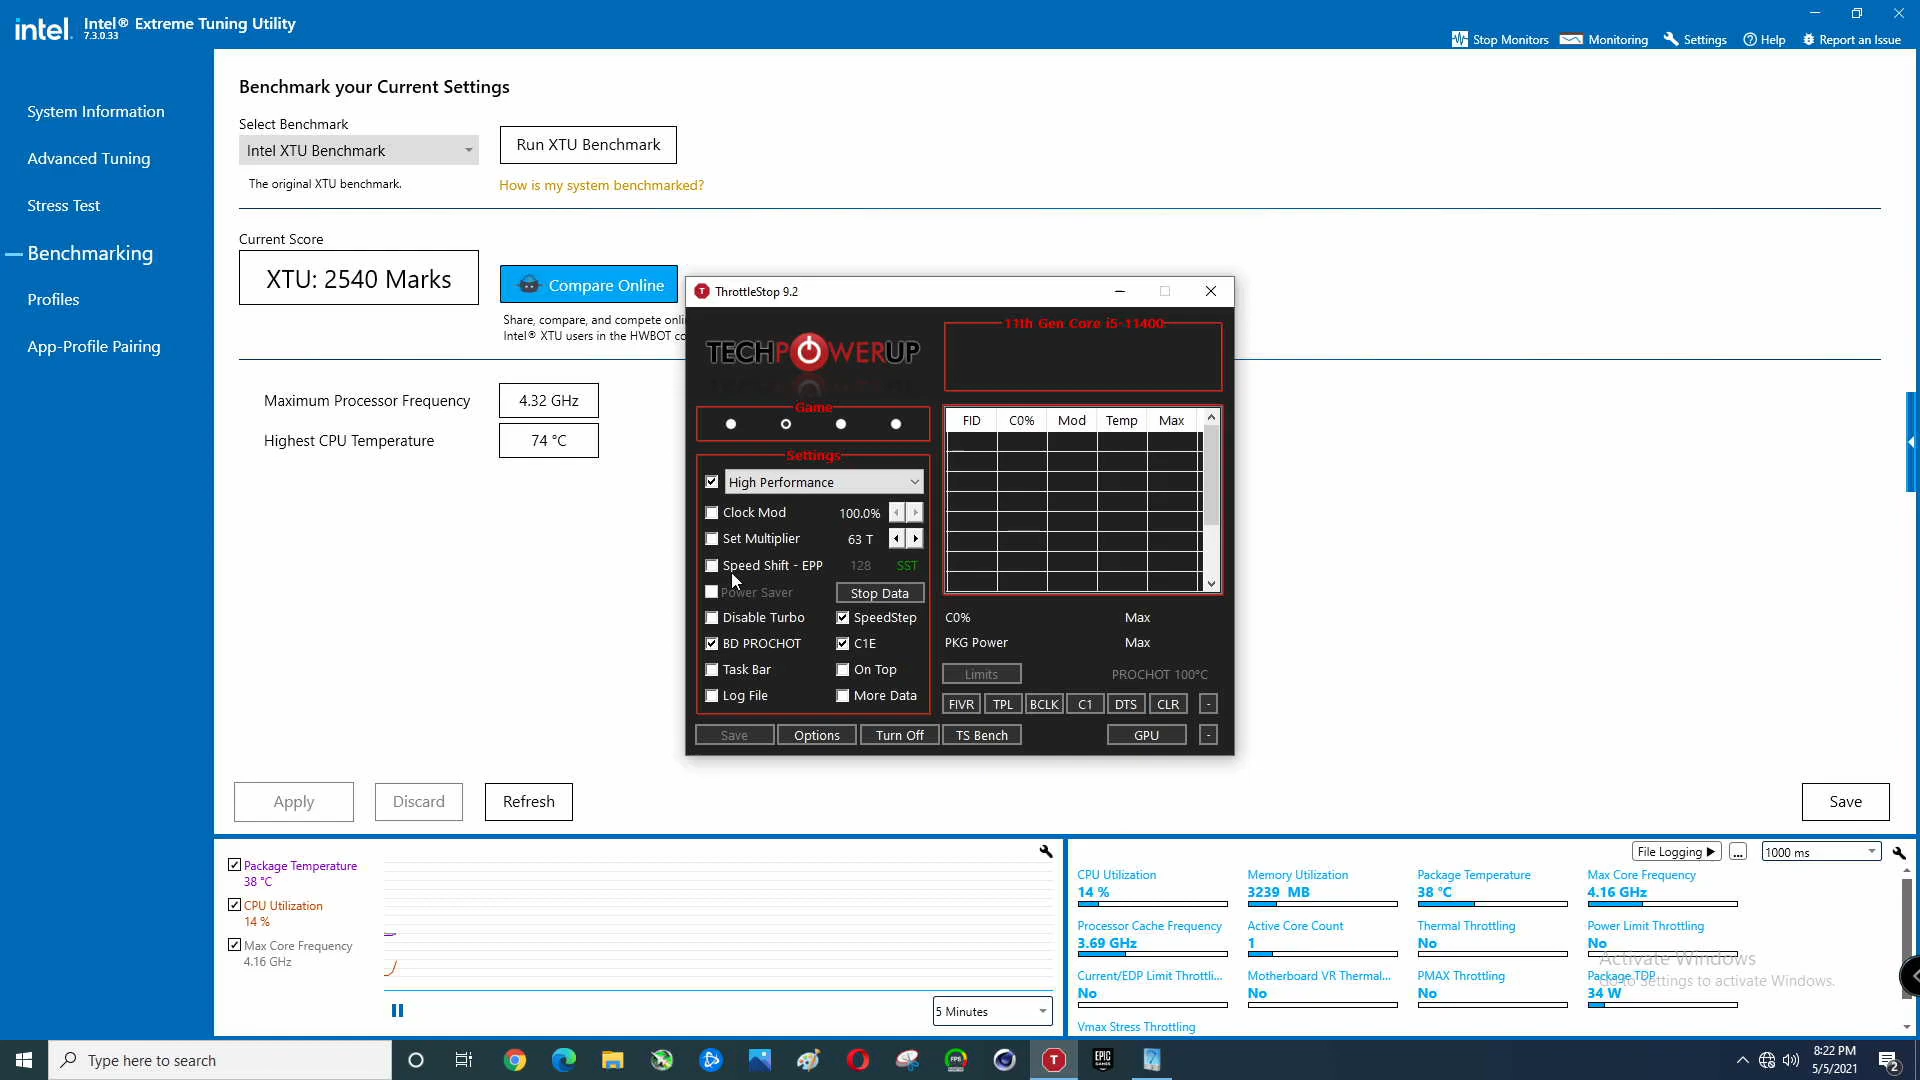 intel.
Intel® Extreme Tuning Utility
7.3.0.33
Stop Monitors
Monitoring
Settings
Help
Report an Issue
System Information
Advanced Tuning
Stress Test
Benchmarking
Profiles
App-Profile Pairing
Benchmark your Current Settings
Select Benchmark
Intel XTU Benchmark
Run XTU Benchmark
The original XTU benchmark.
How is my system benchmarked?
Current Score
XTU: 2540 Marks
Compare Online
Share, compare, and compete onli
Intel® XTU users in the HWBOT cc
Maximum Processor Frequency
4.32 GHz
Highest CPU Temperature
74 °C
T ThrottleStop 9.2
TECHPOWERUP
11th Gen Core i5-11400
Game
Settings
High Performance
Clock Mod 100.0%
Set Multiplier 63 T
Speed Shift - EPP 128 SST
Power Saver Stop Data
Disable Turbo SpeedStep
BD PROCHOT C1E
Task Bar On Top
Log File More Data
FID C0% Mod Temp Max
C0% Max
PKG Power Max
Limits PROCHOT 100°C
FIVR TPL BCLK C1 DTS CLR -
Save Options Turn Off TS Bench GPU -
Apply
Discard
Refresh
Save
Package Temperature
38 °C
CPU Utilization
14 %
Max Core Frequency
4.16 GHz
5 Minutes
File Logging
...
1000 ms
CPU Utilization
14 %
Memory Utilization
3239 MB
Package Temperature
38 °C
Max Core Frequency
4.16 GHz
Processor Cache Frequency
3.69 GHz
Active Core Count
1
Thermal Throttling
No
Power Limit Throttling
No
Current/EDP Limit Throttli...
No
Motherboard VR Thermal...
No
PMAX Throttling
No
Package TDP
34 W
Vmax Stress Throttling
Activate Windows
Go to Settings to activate Windows.
Type here to search
FPS
T
EPIC
GAMES
8:22 PM
5/5/2021
2